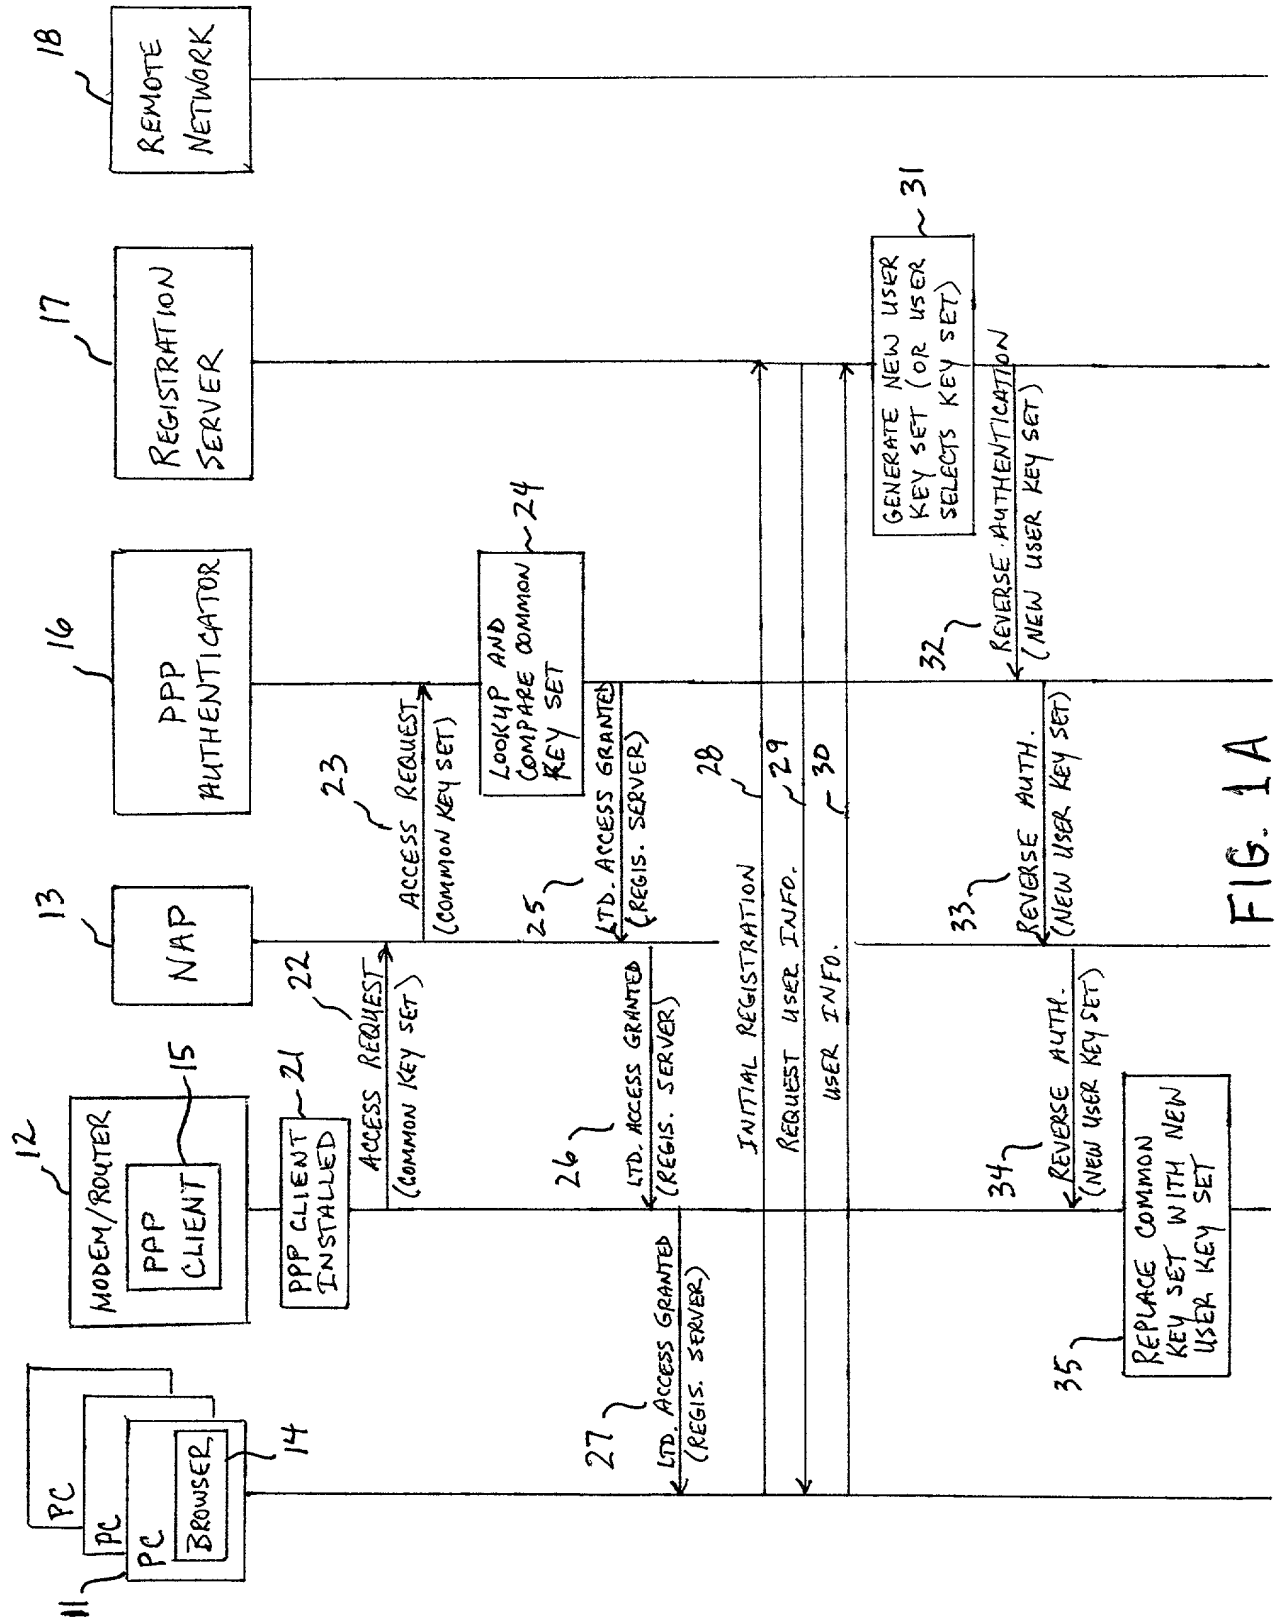 11
PC
PC
PC
BROWSER
14
12
MODEM/ROUTER
PPP
CLIENT
15
13
NAP
16
PPP
AUTHENTICATOR
17
REGISTRATION
SERVER
18
REMOTE
NETWORK
PPP CLIENT
INSTALLED
21
22
ACCESS REQUEST
(COMMON KEY SET)
23
ACCESS REQUEST
(COMMON KEY SET)
LOOKUP AND
COMPARE COMMON
KEY SET
24
25
LTD. ACCESS GRANTED
(REGIS. SERVER)
26
LTD. ACCESS GRANTED
(REGIS. SERVER)
27
LTD. ACCESS GRANTED
(REGIS. SERVER)
INITIAL REGISTRATION
28
REQUEST USER INFO.
29
USER INFO.
30
GENERATE NEW USER
KEY SET (OR USER
SELECTS KEY SET)
31
32
REVERSE AUTHENTICATION
(NEW USER KEY SET)
33
REVERSE AUTH.
(NEW USER KEY SET)
34
REVERSE AUTH.
(NEW USER KEY SET)
35
REPLACE COMMON
KEY SET WITH NEW
USER KEY SET
FIG. 1A